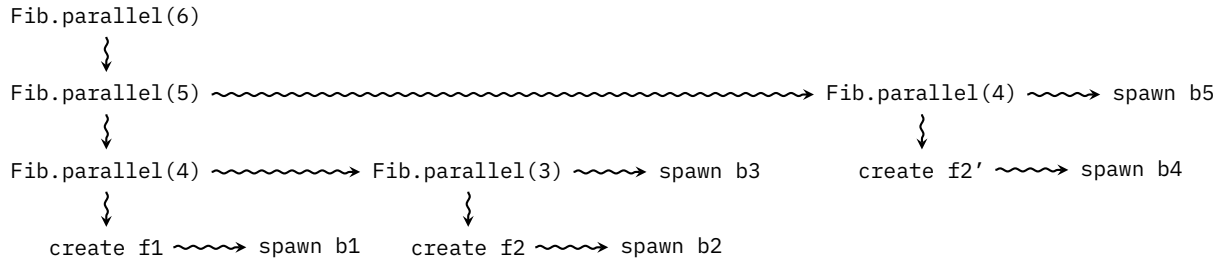 Fib.parallel(6)
Fib.parallel(5) Fib.parallel(4) spawn b5
Fib.parallel(4) Fib.parallel(3) spawn b3 create f2′ spawn b4
create f1 spawn b1 create f2 spawn b2